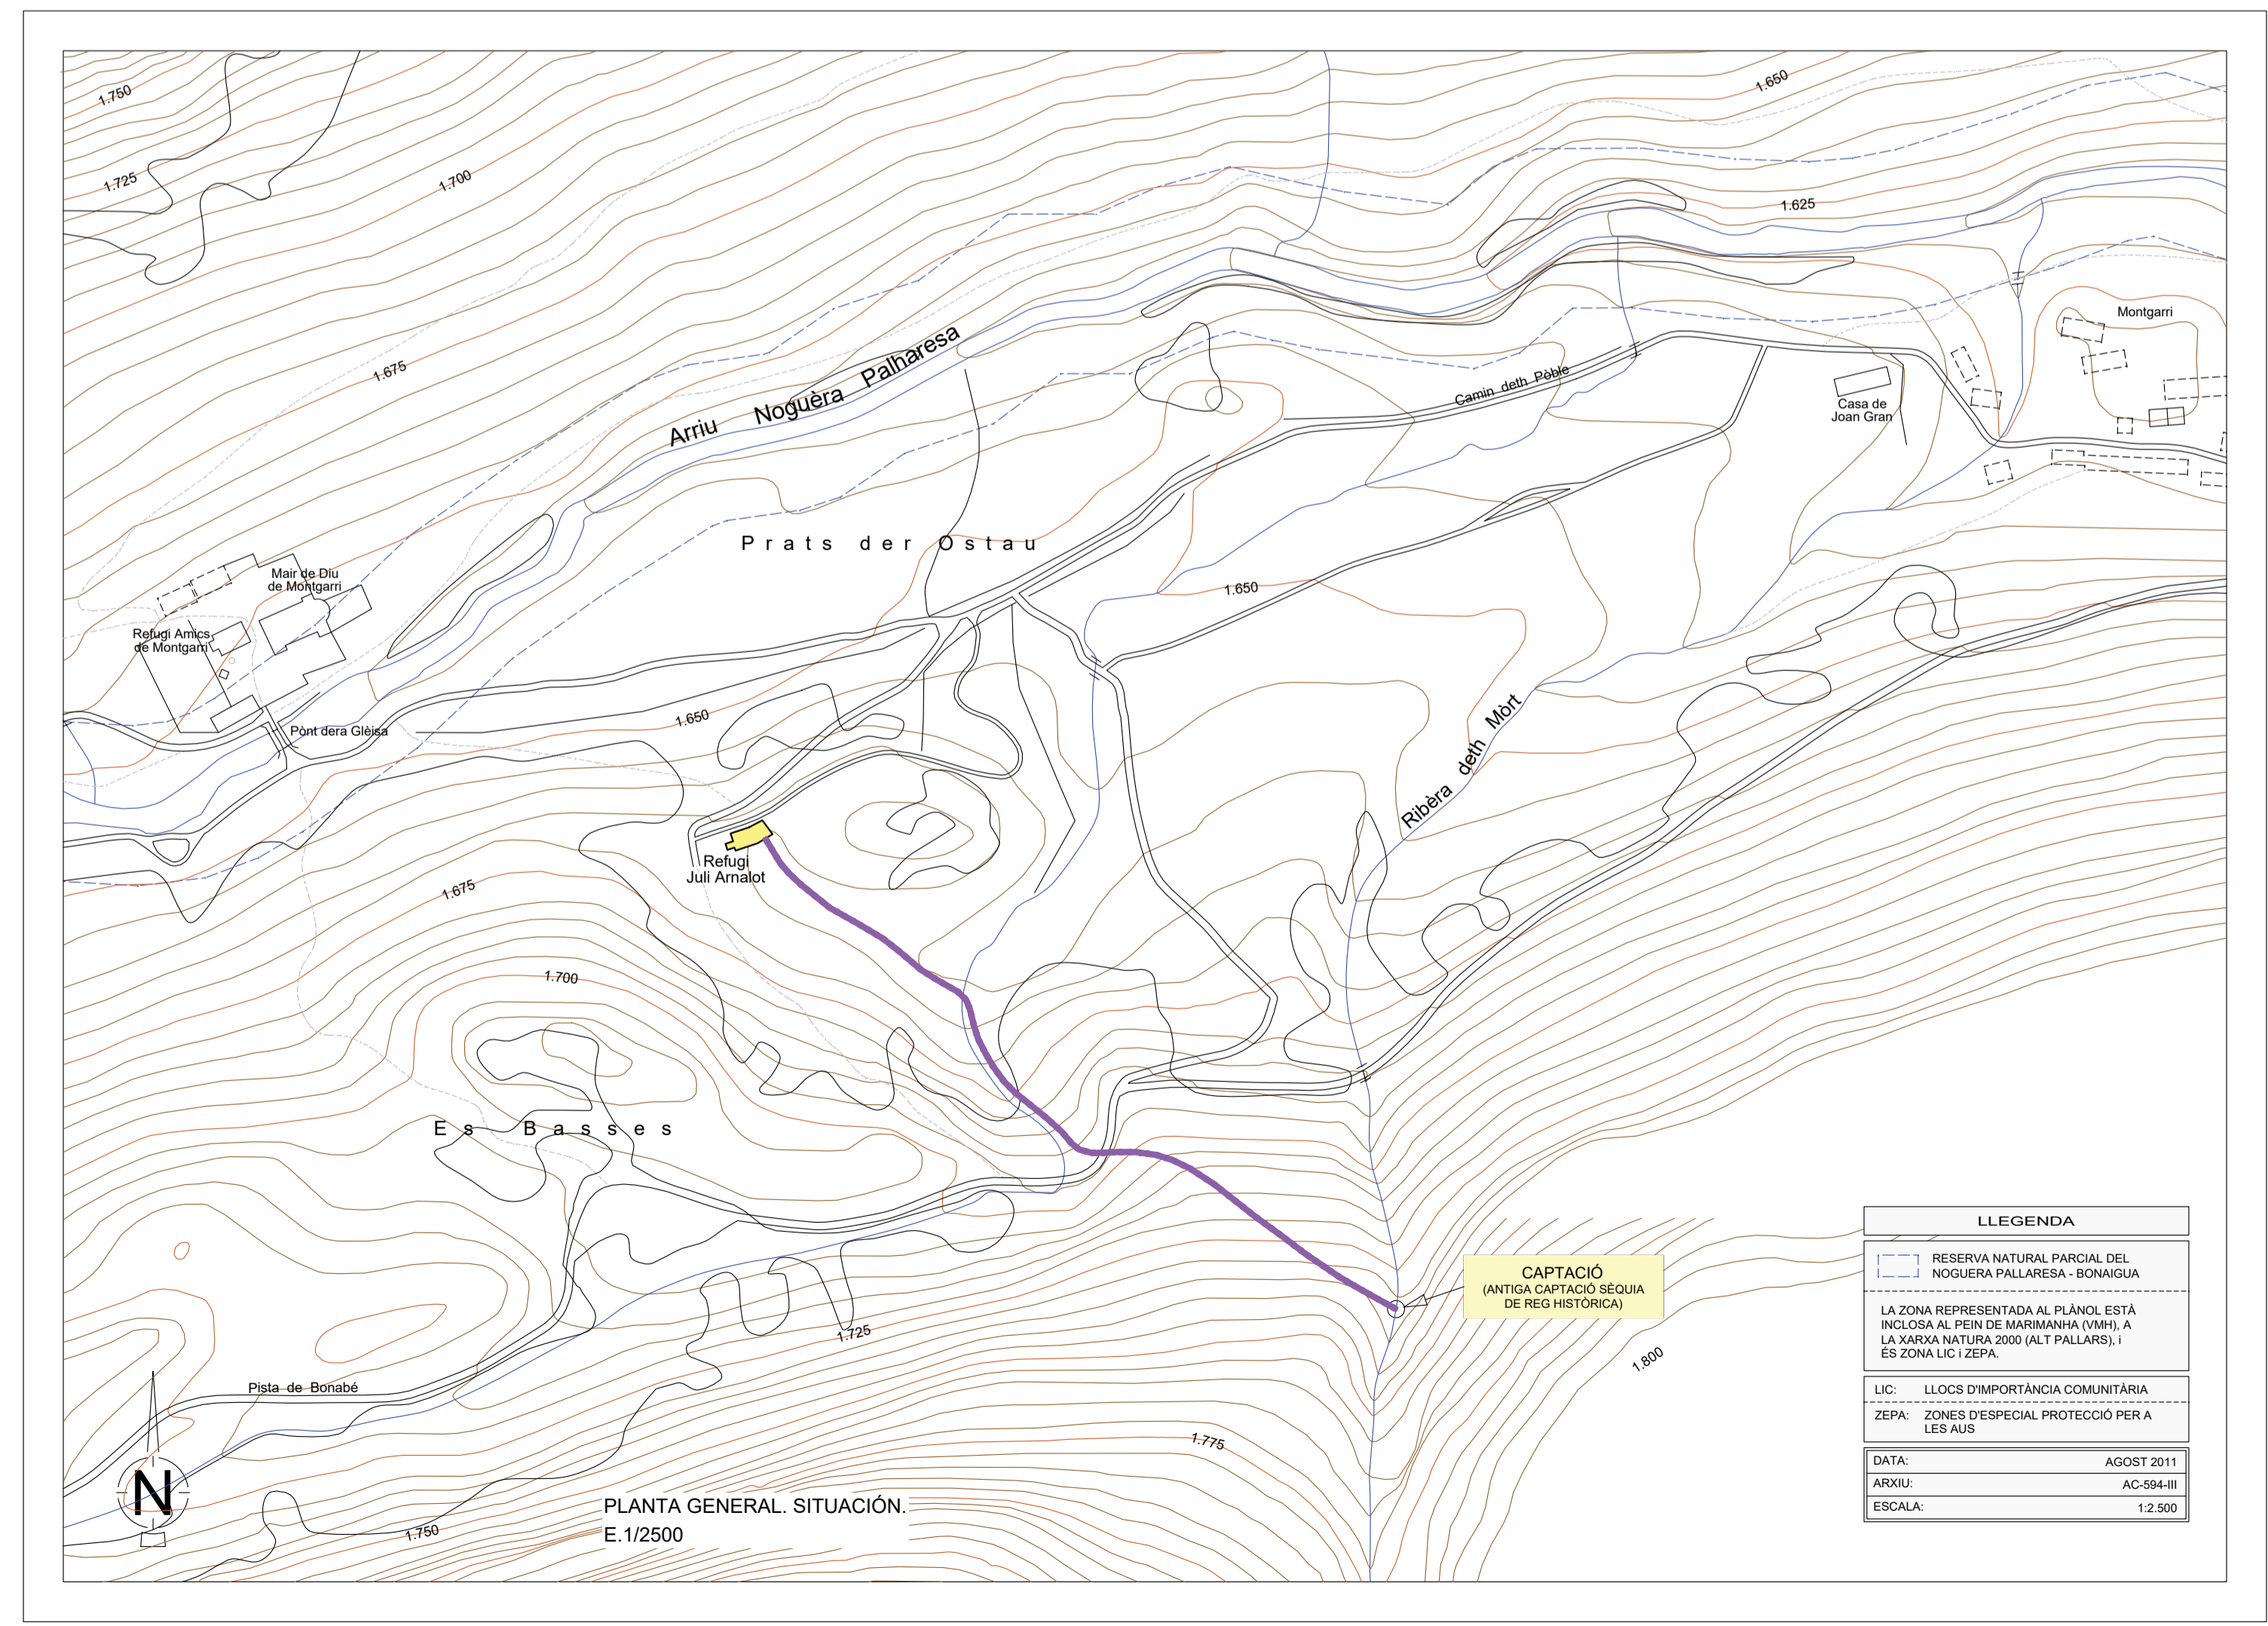 1.750
1.650
1.725
1.700
1.625
Montgarri
Arriu Noguèra Palharesa
1.675
Camin deth Pòble
Casa de
Joan Gran
Prats der Ostau
Mair de Diu
de Montgarri
1.650
Refugi Amics
de Montgarri
1.650
Pònt dera Glèisa
Ribèra deth Mòrt
Refugi
Juli Arnalot
1.675
1.700
Es Basses
CAPTACIÓ
(ANTIGA CAPTACIÓ SÈQUIA
DE REG HISTÒRICA)
1.725
1.800
Pista de Bonabé
1.775
N
PLANTA GENERAL. SITUACIÓN.
E.1/2500
1.750
LLEGENDA
RESERVA NATURAL PARCIAL DEL
NOGUERA PALLARESA - BONAIGUA
LA ZONA REPRESENTADA AL PLÀNOL ESTÀ
INCLOSA AL PEIN DE MARIMANHA (VMH), A
LA XARXA NATURA 2000 (ALT PALLARS), i
ÉS ZONA LIC i ZEPA.
LIC: LLOCS D'IMPORTÀNCIA COMUNITÀRIA
ZEPA: ZONES D'ESPECIAL PROTECCIÓ PER A
LES AUS
DATA: AGOST 2011
ARXIU: AC-594-III
ESCALA: 1:2.500